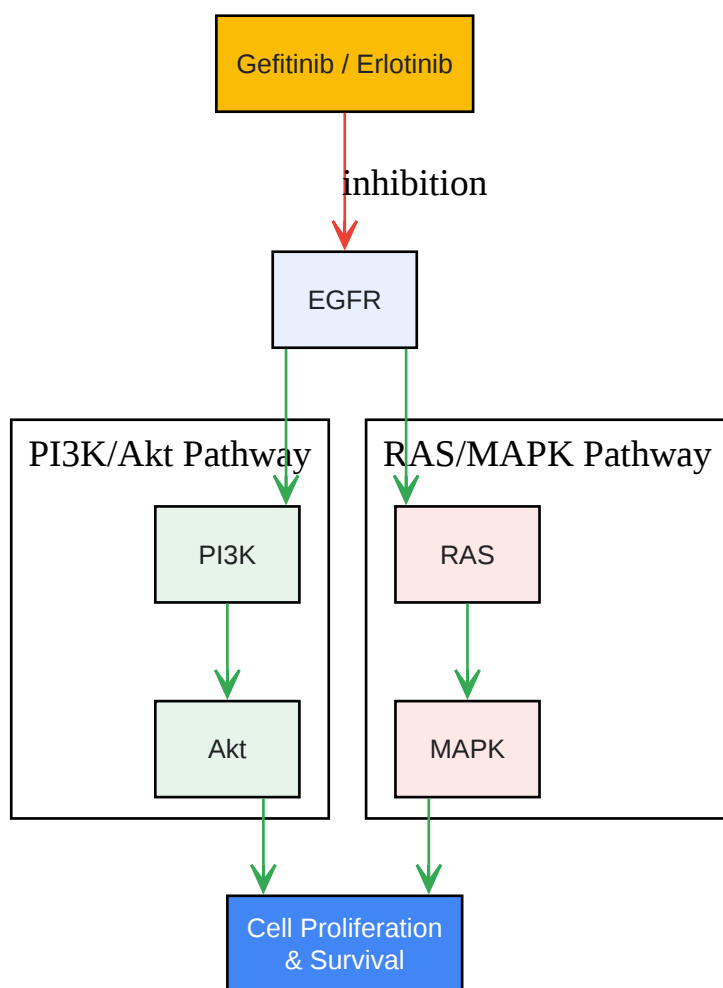 Gefitinib / Erlotinib
inhibition
EGFR
PI3K/Akt Pathway
RAS/MAPK Pathway
PI3K
RAS
Akt
MAPK
Cell Proliferation
& Survival